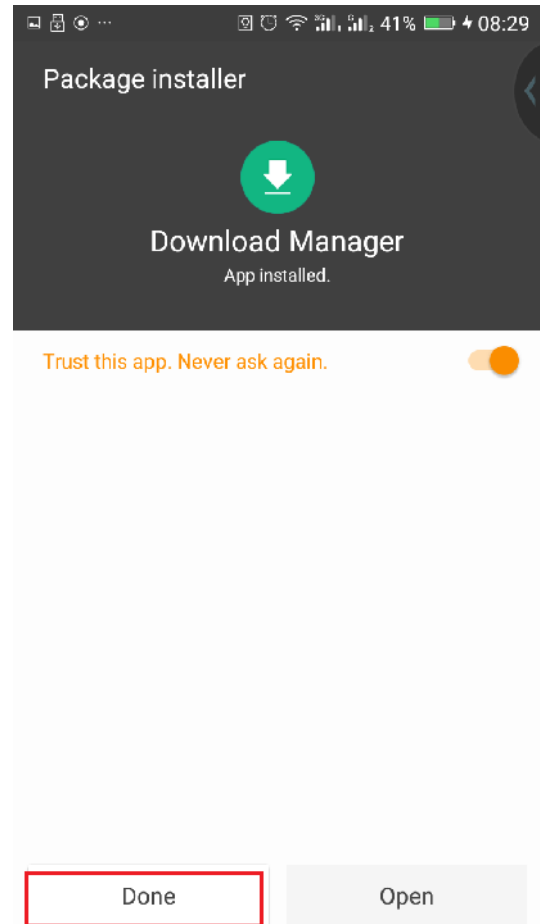 41% 08:29
Package installer
Download Manager
App installed.
Trust this app. Never ask again.
Done
Open